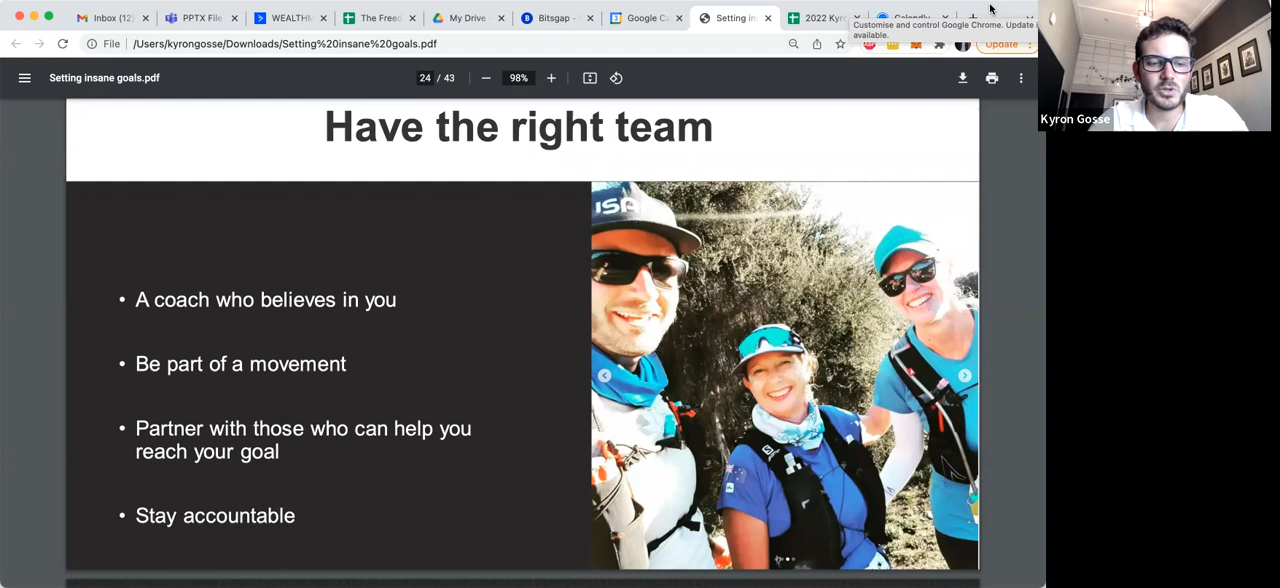 Inbox (12)
PPTX File
WEALTHM
The Freed
My Drive -
Bitsgap -
Google C
Setting in
2022 Kyro
Calendly
Customise and control Google Chrome. Update is
available.
File
/Users/kyrongosse/Downloads/Setting%20insane%20goals.pdf
Update
Setting insane goals.pdf
24 / 43
98%
Kyron Gosse
Have the right team
• A coach who believes in you
• Be part of a movement
• Partner with those who can help you
reach your goal
• Stay accountable
ISA